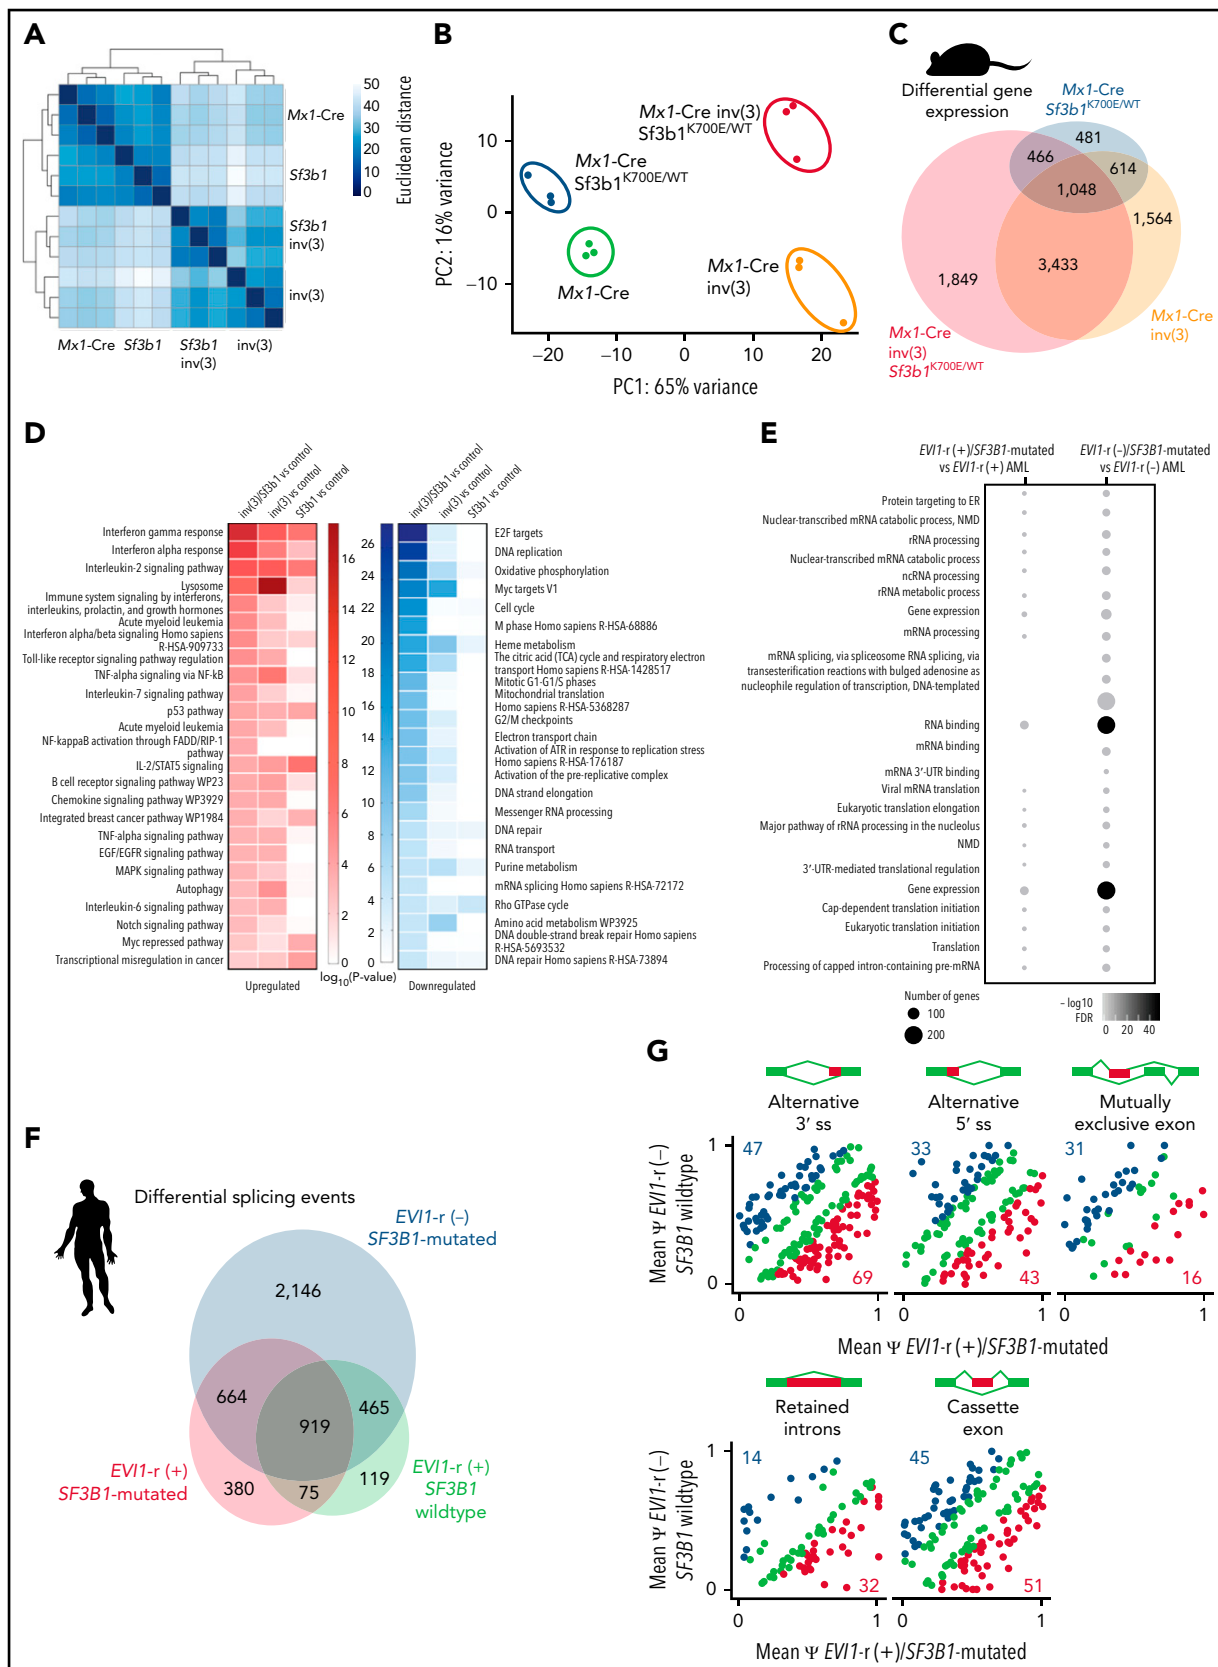 A
50
40
30
20
10
0
Euclidean distance
Mx1-Cre
Sf3b1
Sf3b1
inv(3)
inv(3)
Mx1-Cre
Sf3b1
Sf3b1
inv(3)
inv(3)
B
PC2: 16% variance
10
0
−10
Mx1-Cre inv(3)
Sf3b1K700E/WT
Mx1-Cre
Sf3b1K700E/WT
Mx1-Cre
Mx1-Cre
inv(3)
−20
−10
0
10
20
PC1: 65% variance
C
Differential gene
expression
Mx1-Cre
Sf3b1K700E/WT
481
466
614
1,048
1,564
3,433
1,849
Mx1-Cre
inv(3)
Sf3b1K700E/WT
Mx1-Cre
inv(3)
D
inv(3)/Sf3b1 vs control
inv(3) vs control
Sf3b1 vs control
inv(3)/Sf3b1 vs control
inv(3) vs control
Sf3b1 vs control
Interferon gamma response
Interferon alpha response
Interleukin-2 signaling pathway
Lysosome
Immune system signaling by interferons,
interleukins, prolactin, and growth hormones
Acute myeloid leukemia
Interferon alpha/beta signaling Homo sapiens
R-HSA-909733
Toll-like receptor signaling pathway regulation
TNF-alpha signaling via NF-kB
Interleukin-7 signaling pathway
p53 pathway
Acute myeloid leukemia
NF-kappaB activation through FADD/RIP-1
pathway
IL-2/STAT5 signaling
B cell receptor signaling pathway WP23
Chemokine signaling pathway WP3929
Integrated breast cancer pathway WP1984
TNF-alpha signaling pathway
EGF/EGFR signaling pathway
MAPK signaling pathway
Autophagy
Interleukin-6 signaling pathway
Notch signaling pathway
Myc repressed pathway
Transcriptional misregulation in cancer
Upregulated
16
14
12
10
8
6
4
2
0
log10(P-value)
26
24
22
20
18
16
14
12
10
8
6
4
2
0
Downregulated
E2F targets
DNA replication
Oxidative phosphorylation
Myc targets V1
Cell cycle
M phase Homo sapiens R-HSA-68886
Heme metabolism
The citric acid (TCA) cycle and respiratory electron
transport Homo sapiens R-HSA-1428517
Mitotic G1-G1/S phases
Mitochondrial translation
Homo sapiens R-HSA-5368287
G2/M checkpoints
Electron transport chain
Activation of ATR in response to replication stress
Homo sapiens R-HSA-176187
Activation of the pre-replicative complex
DNA strand elongation
Messenger RNA processing
DNA repair
RNA transport
Purine metabolism
mRNA splicing Homo sapiens R-HSA-72172
Rho GTPase cycle
Amino acid metabolism WP3925
DNA double-strand break repair Homo sapiens
R-HSA-5693532
DNA repair Homo sapiens R-HSA-73894
E
EVI1-r (+)/SF3B1-mutated
vs EVI1-r (+) AML
EVI1-r (−)/SF3B1-mutated
vs EVI1-r (−) AML
Protein targeting to ER
Nuclear-transcribed mRNA catabolic process, NMD
rRNA processing
Nuclear-transcribed mRNA catabolic process
ncRNA processing
rRNA metabolic process
Gene expression
mRNA processing
mRNA splicing, via spliceosome RNA splicing, via
transesterification reactions with bulged adenosine as
nucleophile regulation of transcription, DNA-templated
RNA binding
mRNA binding
mRNA 3′-UTR binding
Viral mRNA translation
Eukaryotic translation elongation
Major pathway of rRNA processing in the nucleolus
NMD
3′-UTR-mediated translational regulation
Gene expression
Cap-dependent translation initiation
Eukaryotic translation initiation
Translation
Processing of capped intron-containing pre-mRNA
Number of genes
100
200
− log10
FDR
0 20 40
F
Differential splicing events
EVI1-r (−)
SF3B1-mutated
2,146
664
465
919
EVI1-r (+)
SF3B1-mutated
380
75
119
EVI1-r (+)
SF3B1
wildtype
G
Alternative
3′ ss
Alternative
5′ ss
Mutually
exclusive exon
Mean Ψ EVI1-r (−)
SF3B1 wildtype
1
0
47
69
33
43
31
16
0
1
0
1
0
1
Mean Ψ EVI1-r (+)/SF3B1-mutated
Retained
introns
Cassette
exon
Mean Ψ EVI1-r (−)
SF3B1 wildtype
1
0
14
32
45
51
0
1
0
1
Mean Ψ EVI1-r (+)/SF3B1-mutated